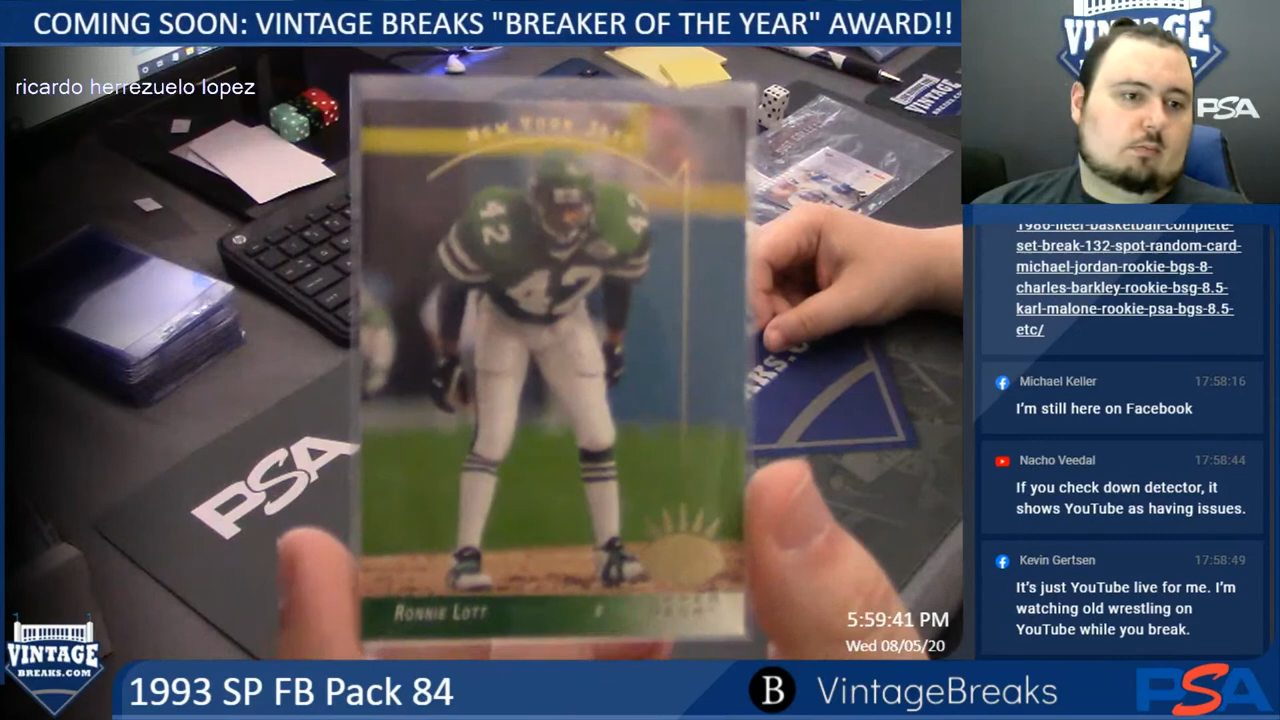 COMING SOON: VINTAGE BREAKS "BREAKER OF THE YEAR" AWARD!!
ricardo herrezuelo lopez
NEW YORK JETS
42
42
42
RONNIE LOTT
PSA
VINTAGE
PSA
VINTAGE
1986-fleer-basketball-complete-
set-break-132-spot-random-card-
michael-jordan-rookie-bgs-8-
charles-barkley-rookie-bsg-8.5-
karl-malone-rookie-psa-bgs-8.5-
etc/
Michael Keller 17:58:16
I'm still here on Facebook
Nacho Veedal 17:58:44
If you check down detector, it
shows YouTube as having issues.
Kevin Gertsen 17:58:49
It's just YouTube live for me. I'm
watching old wrestling on
YouTube while you break.
5:59:41 PM
Wed 08/05/20
VINTAGE
BREAKS.COM
1993 SP FB Pack 84
B VintageBreaks
PSA